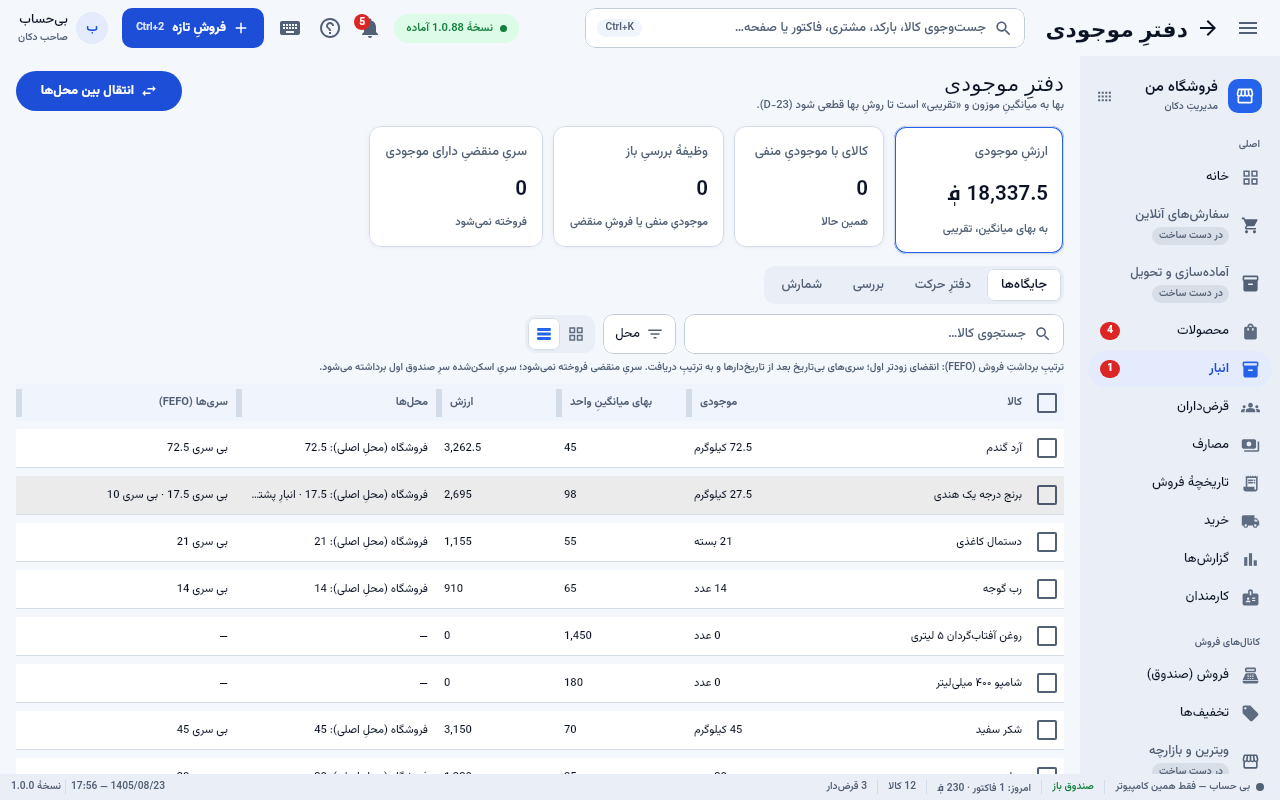 دفترِ موجودی
جست‌وجوی کالا، بارکد، مشتری، فاکتور یا صفحه...
Ctrl+K
نسخهٔ 1.0.88 آماده
5
فروشِ تازه
Ctrl+2
ب
بی‌حساب
صاحب دکان
فروشگاه من
مدیریتِ دکان
اصلی
خانه
سفارش‌های آنلاین
در دست ساخت
آماده‌سازی و تحویل
در دست ساخت
محصولات
4
انبار
1
قرض‌داران
مصارف
تاریخچهٔ فروش
خرید
گزارش‌ها
کارمندان
کانال‌های فروش
فروش (صندوق)
تخفیف‌ها
ویترین و بازارچه
در دست ساخت
دفترِ موجودی
بها به میانگینِ موزون و «تقریبی» است تا روشِ بها قطعی شود (D-23).
انتقال بین محل‌ها
ارزشِ موجودی
18,337.5 ؋
به بهای میانگین، تقریبی
کالای با موجودیِ منفی
0
همین حالا
وظیفهٔ بررسیِ باز
0
موجودیِ منفی یا فروشِ منقضی
سریِ منقضیِ دارای موجودی
0
فروخته نمی‌شود
جایگاه‌ها
دفترِ حرکت
بررسی
شمارش
جستجوی کالا...
محل
ترتیبِ برداشتِ فروش (FEFO): انقضای زودتر اول؛ سری‌های بی‌تاریخ بعد از تاریخ‌دارها و به ترتیبِ دریافت. سریِ منقضی فروخته نمی‌شود؛ سریِ اسکن‌شده سرِ صندوق اول برداشته می‌شود.
کالا موجودی بهای میانگینِ واحد ارزش محل‌ها سری‌ها (FEFO)
آرد گندم 72.5 کیلوگرم 45 3,262.5 فروشگاه (محلِ اصلی): 72.5 بی سری 72.5
برنج درجه یک هندی 27.5 کیلوگرم 98 2,695 فروشگاه (محلِ اصلی): 17.5 · انبارِ پشتـ... بی سری 17.5 · بی سری 10
دستمال کاغذی 21 بسته 55 1,155 فروشگاه (محلِ اصلی): 21 بی سری 21
رب گوجه 14 عدد 65 910 فروشگاه (محلِ اصلی): 14 بی سری 14
روغن آفتاب‌گردان ۵ لیتری 0 عدد 1,450 0 — —
شامپو ۴۰۰ میلی‌لیتر 0 عدد 180 0 — —
شکر سفید 45 کیلوگرم 70 3,150 فروشگاه (محلِ اصلی): 45 بی سری 45
بی حساب — فقط همین کامپیوتر
صندوق باز
امروز: 1 فاکتور · 230 ؋
12 کالا
3 قرض‌دار
1405/08/23 — 17:56
نسخهٔ 1.0.0